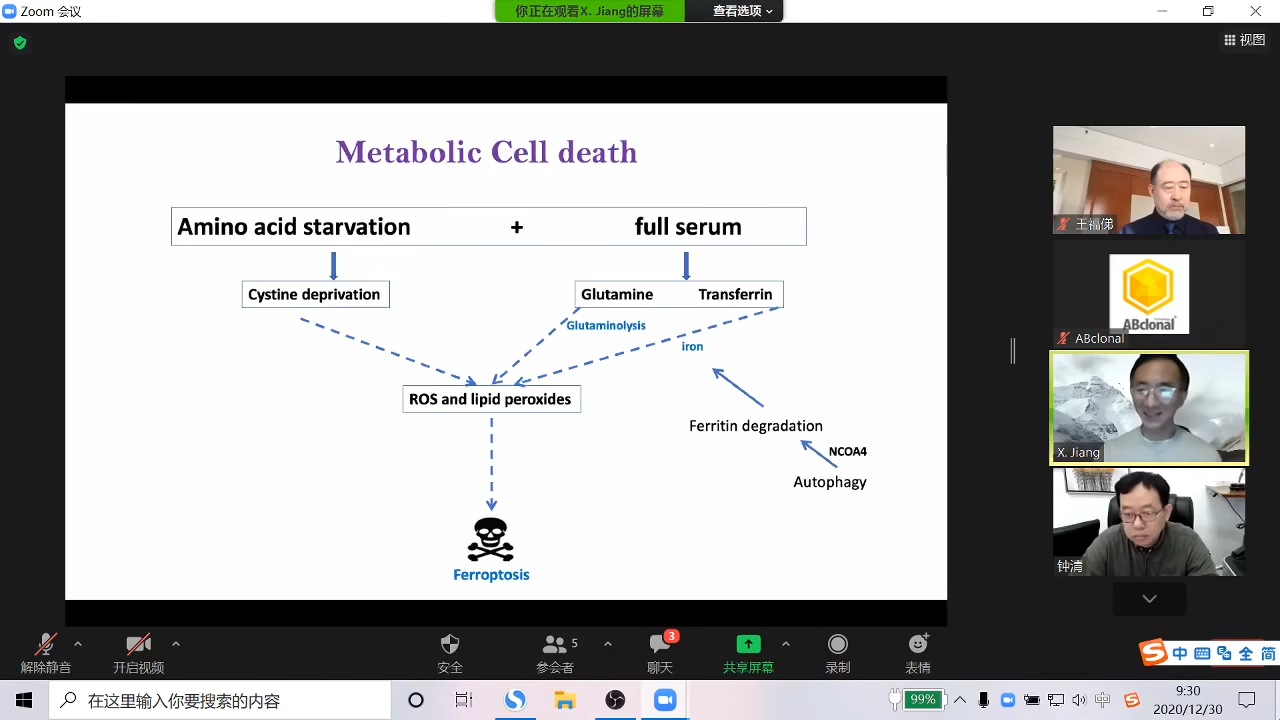 Zoom 会议
你正在观看X. Jiang的屏幕
查看选项
视图
Metabolic Cell death
Amino acid starvation + full serum
Cystine deprivation
Glutamine Transferrin
Glutaminolysis
iron
ROS and lipid peroxides
Ferritin degradation
NCOA4
Autophagy
Ferroptosis
王福俤
ABclonal
ABclonal
X. Jiang
钟清
解除静音
开启视频
安全
5
参会者
3
聊天
共享屏幕
录制
表情
S 中 全 简
在这里输入你要搜索的内容
99%
中
9:30
2020/12/30